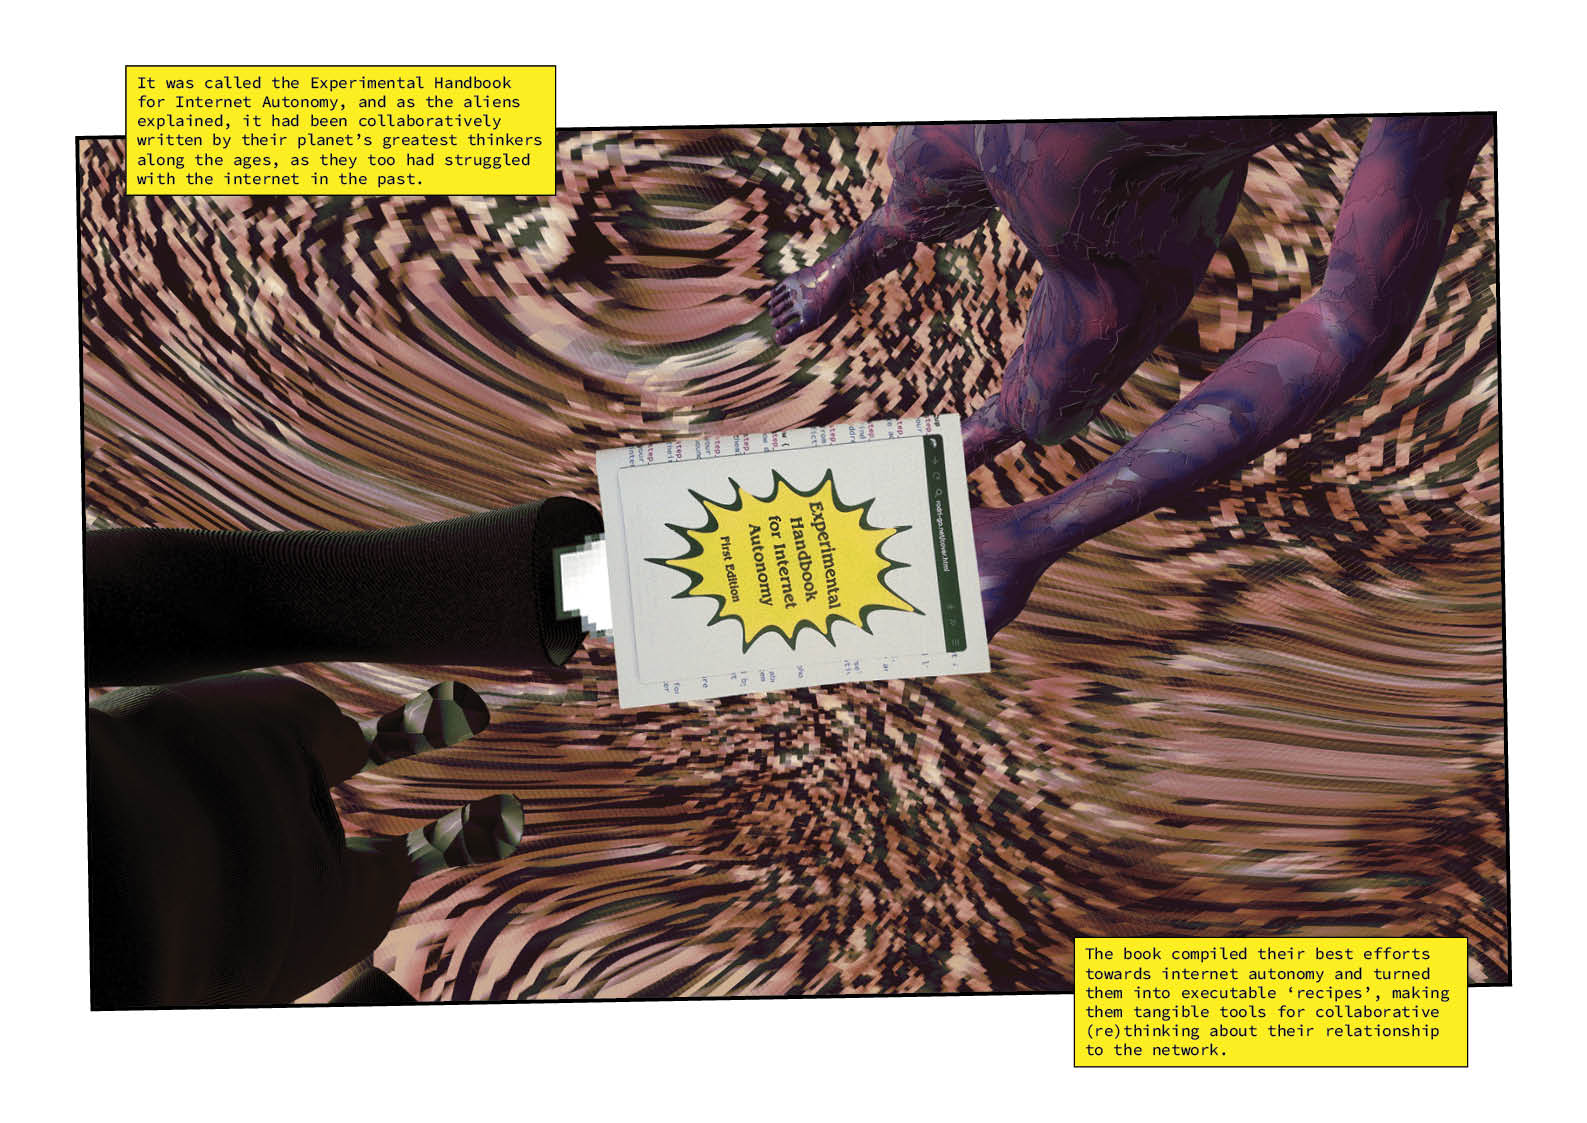 It was called the Experimental Handbook
for Internet Autonomy, and as the aliens
explained, it had been collaboratively
written by their planet's greatest thinkers
along the ages, as they too had struggled
with the internet in the past.
Experimental
Handbook
for Internet
Autonomy
First Edition
The book compiled their best efforts
towards internet autonomy and turned
them into executable ‘recipes’, making
them tangible tools for collaborative
(re)thinking about their relationship
to the network.